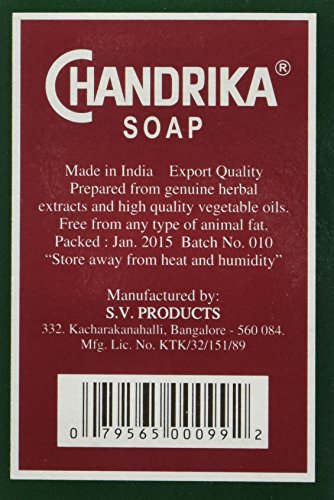 CHANDRIKA®
SOAP
Made in India Export Quality
Prepared from genuine herbal
extracts and high quality vegetable oils.
Free from any type of animal fat.
Packed : Jan. 2015 Batch No. 010
“Store away from heat and humidity”
Manufactured by:
S.V. PRODUCTS
332. Kacharakanahalli, Bangalore - 560 084.
Mfg. Lic. No. KTK/32/151/89
0 79565 00099 2